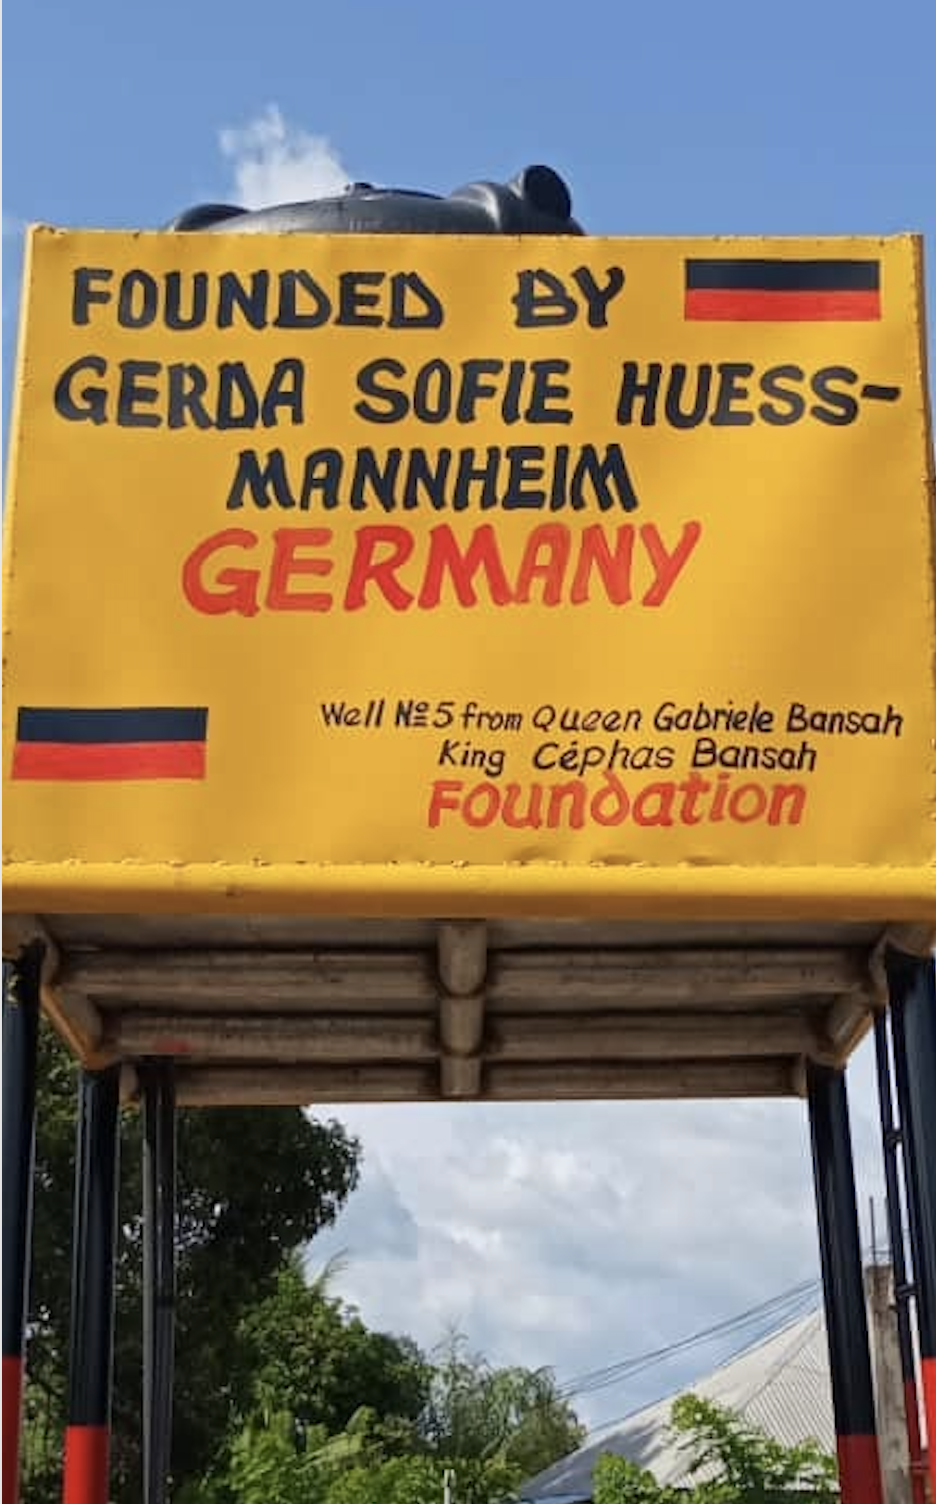 FOUNDED BY
GERDA SOFIE HUESS-
MANNHEIM
GERMANY
Well №5 from Queen Gabriele Bansah
King Céphas Bansah
Foundation